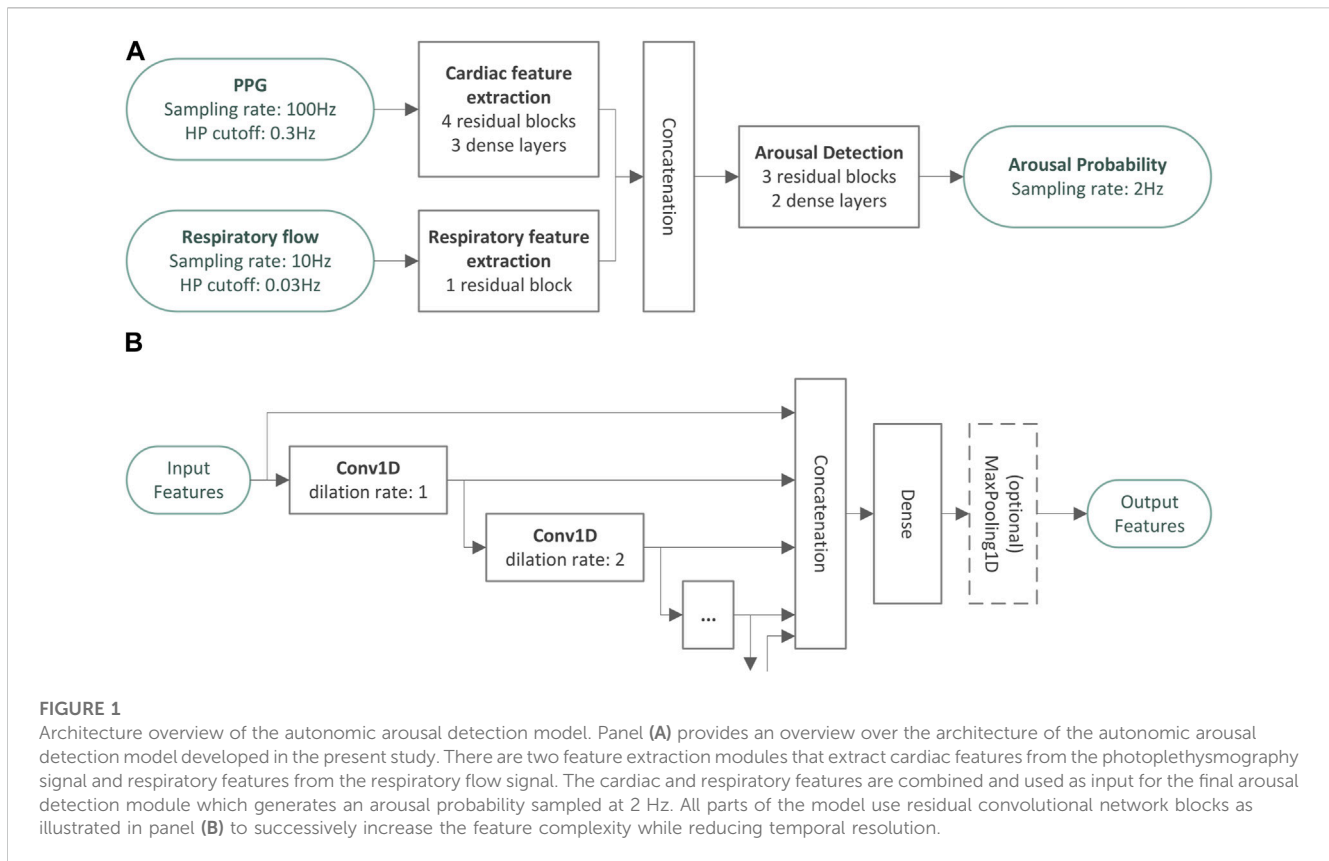 A
PPG
Sampling rate: 100Hz
HP cutoff: 0.3Hz
Cardiac feature
extraction
4 residual blocks
3 dense layers
Respiratory flow
Sampling rate: 10Hz
HP cutoff: 0.03Hz
Respiratory feature
extraction
1 residual block
Concatenation
Arousal Detection
3 residual blocks
2 dense layers
Arousal Probability
Sampling rate: 2Hz
B
Input
Features
Conv1D
dilation rate: 1
Conv1D
dilation rate: 2
...
Concatenation
Dense
(optional)
MaxPooling1D
Output
Features
FIGURE 1
Architecture overview of the autonomic arousal detection model. Panel (A) provides an overview over the architecture of the autonomic arousal
detection model developed in the present study. There are two feature extraction modules that extract cardiac features from the photoplethysmography
signal and respiratory features from the respiratory flow signal. The cardiac and respiratory features are combined and used as input for the final arousal
detection module which generates an arousal probability sampled at 2 Hz. All parts of the model use residual convolutional network blocks as
illustrated in panel (B) to successively increase the feature complexity while reducing temporal resolution.